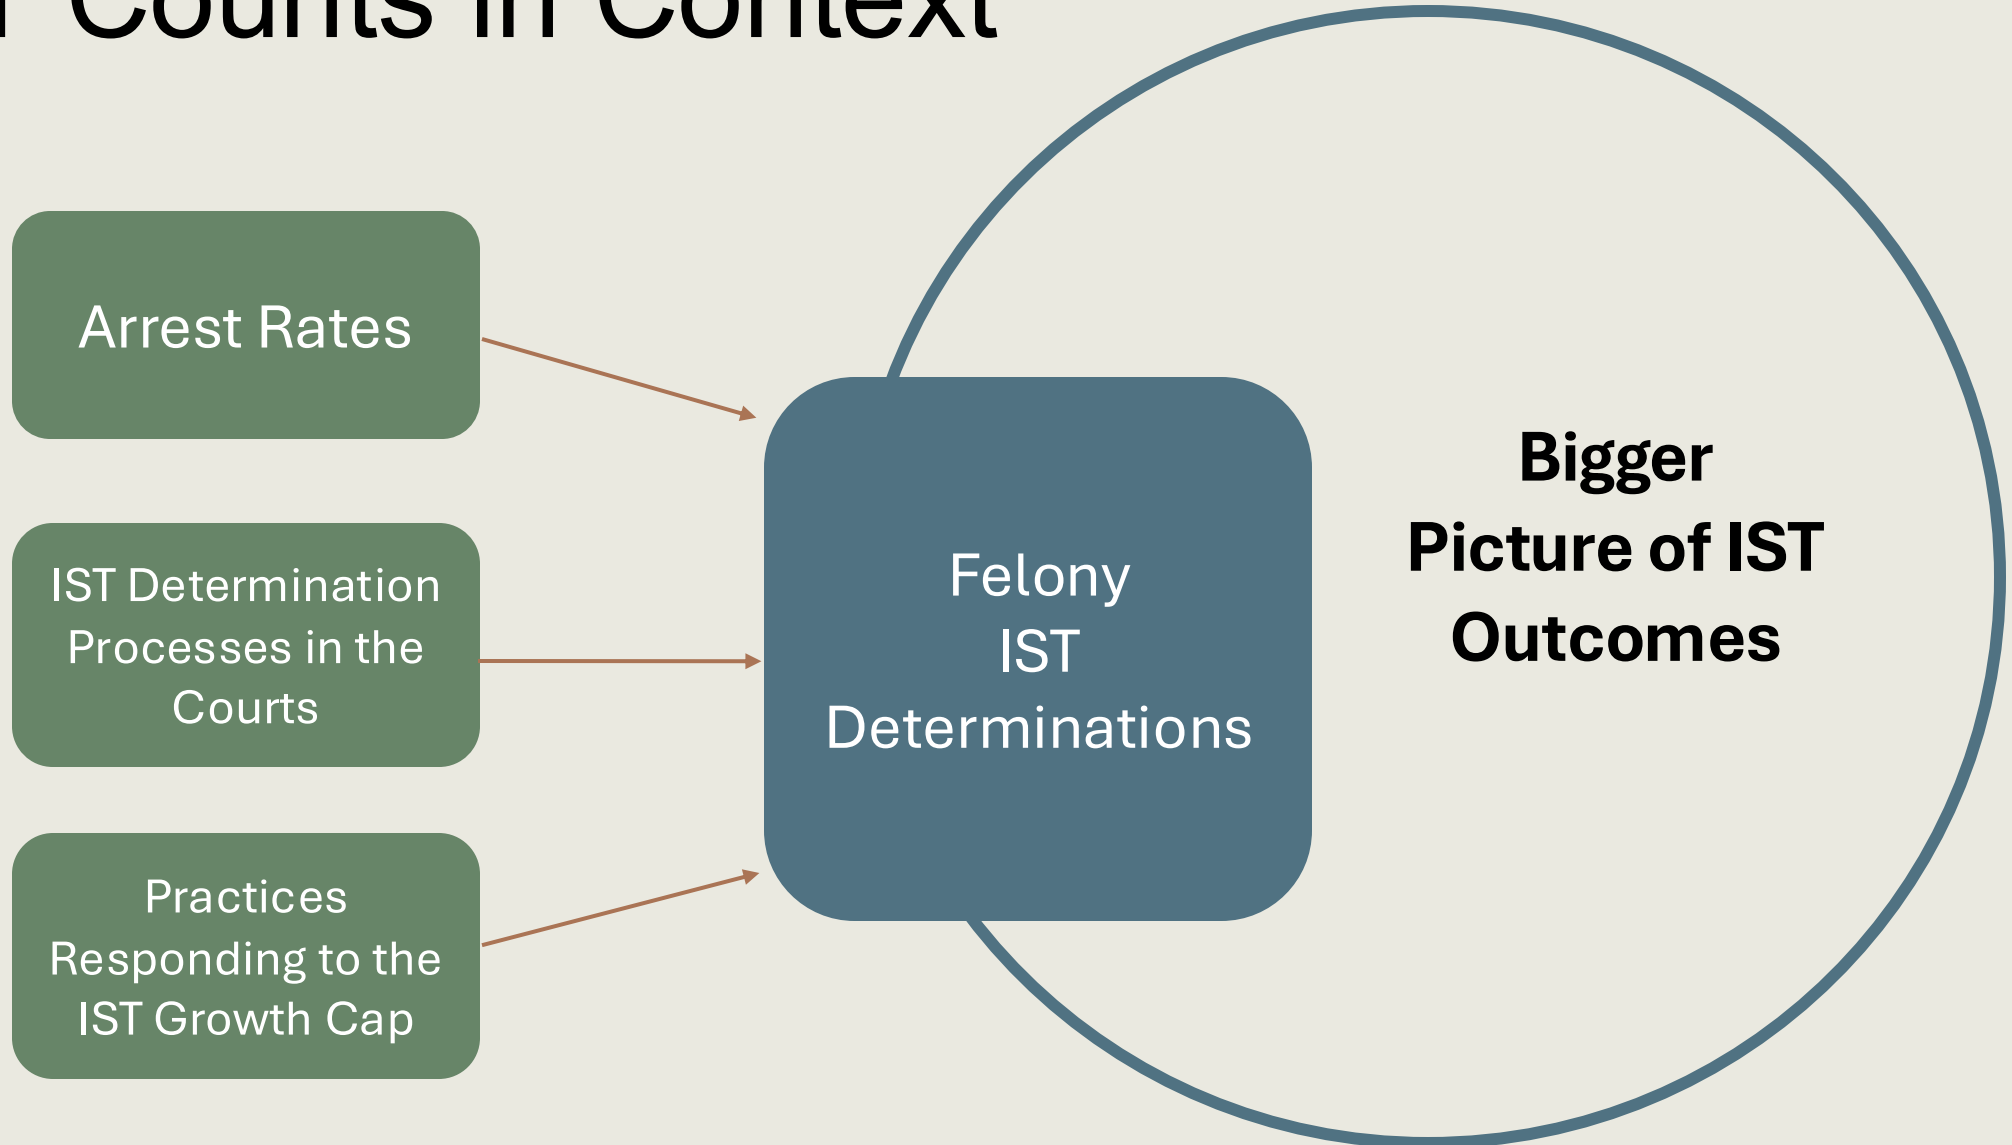 Counts in Context
Arrest Rates
IST Determination
Processes in the
Courts
Practices
Responding to the
IST Growth Cap
Felony
IST
Determinations
Bigger
Picture of IST
Outcomes